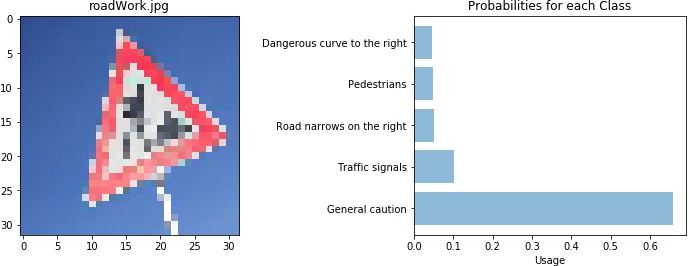 roadWork.jpg
0
5
10
15
20
25
30
0 5 10 15 20 25 30
Probabilities for each Class
Dangerous curve to the right
Pedestrians
Road narrows on the right
Traffic signals
General caution
0.0 0.1 0.2 0.3 0.4 0.5 0.6
Usage